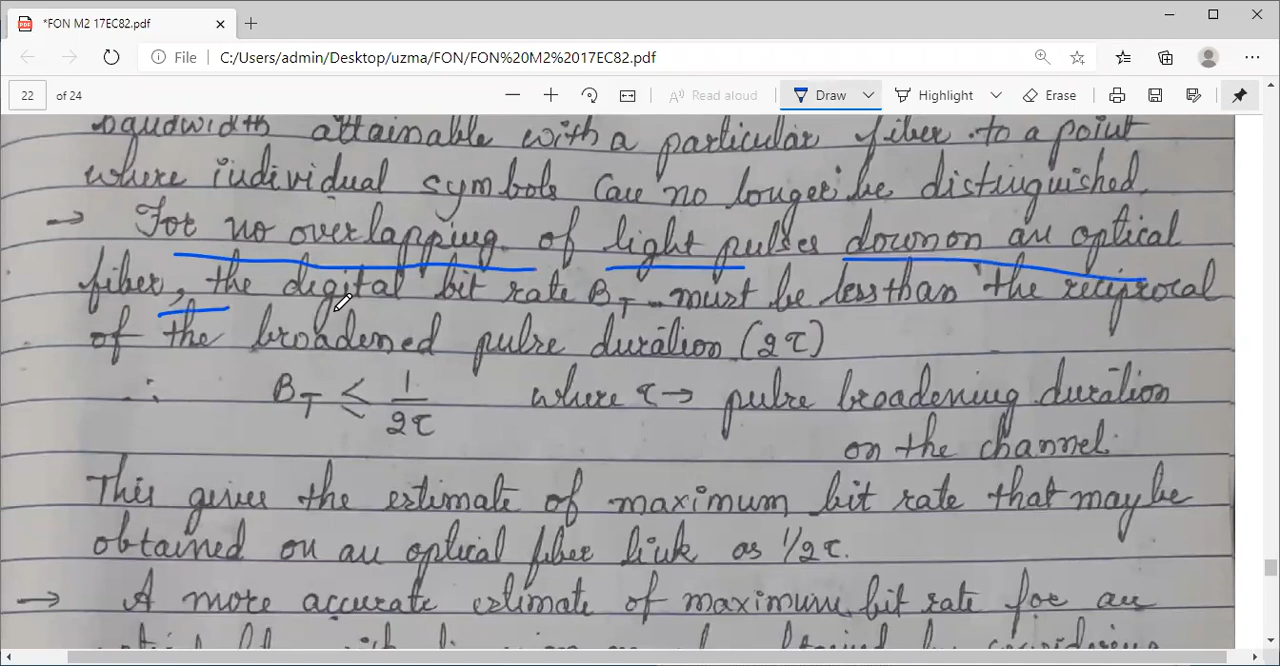 *FON M2 17EC82.pdf
File C:/Users/admin/Desktop/uzma/FON/FON%20M2%2017EC82.pdf
22 of 24 Read aloud Draw Highlight Erase
bandwidth attainable with a particular fiber to a point
where individual symbols can no longer be distinguished.
→ For no overlapping of light pulses down on an optical
fiber, the digital bit rate B_T must be less than the reciprocal
of the broadened pulse duration (2τ)
∴ B_T ≤ 1/2τ where τ → pulse broadening duration
on the channel.
This gives the estimate of maximum bit rate that may be
obtained on an optical fiber link as 1/2τ.
→ A more accurate estimate of maximum bit rate for an